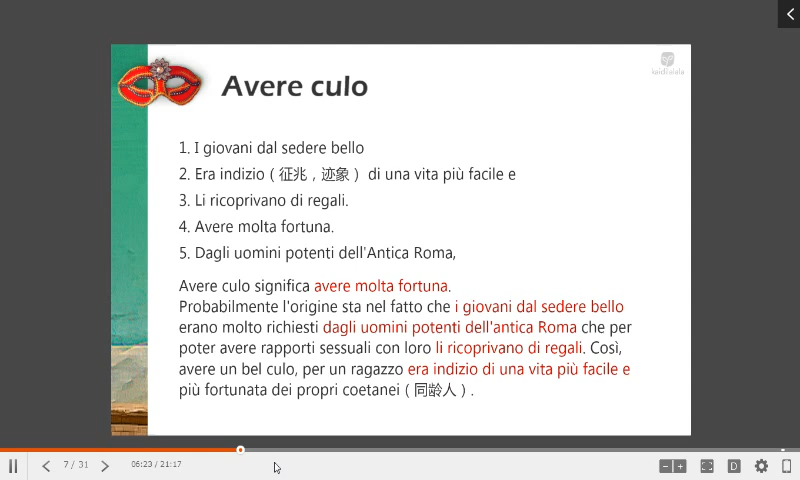 kaidialala
Avere culo
1. I giovani dal sedere bello
2. Era indizio ( 征兆，迹象 ) di una vita più facile e
3. Li ricoprivano di regali.
4. Avere molta fortuna.
5. Dagli uomini potenti dell'Antica Roma,
Avere culo significa avere molta fortuna.
Probabilmente l'origine sta nel fatto che i giovani dal sedere bello
erano molto richiesti dagli uomini potenti dell'antica Roma che per
poter avere rapporti sessuali con loro li ricoprivano di regali. Così,
avere un bel culo, per un ragazzo era indizio di una vita più facile e
più fortunata dei propri coetanei ( 同龄人 ) .
7 / 31
06:23 / 21:17
D